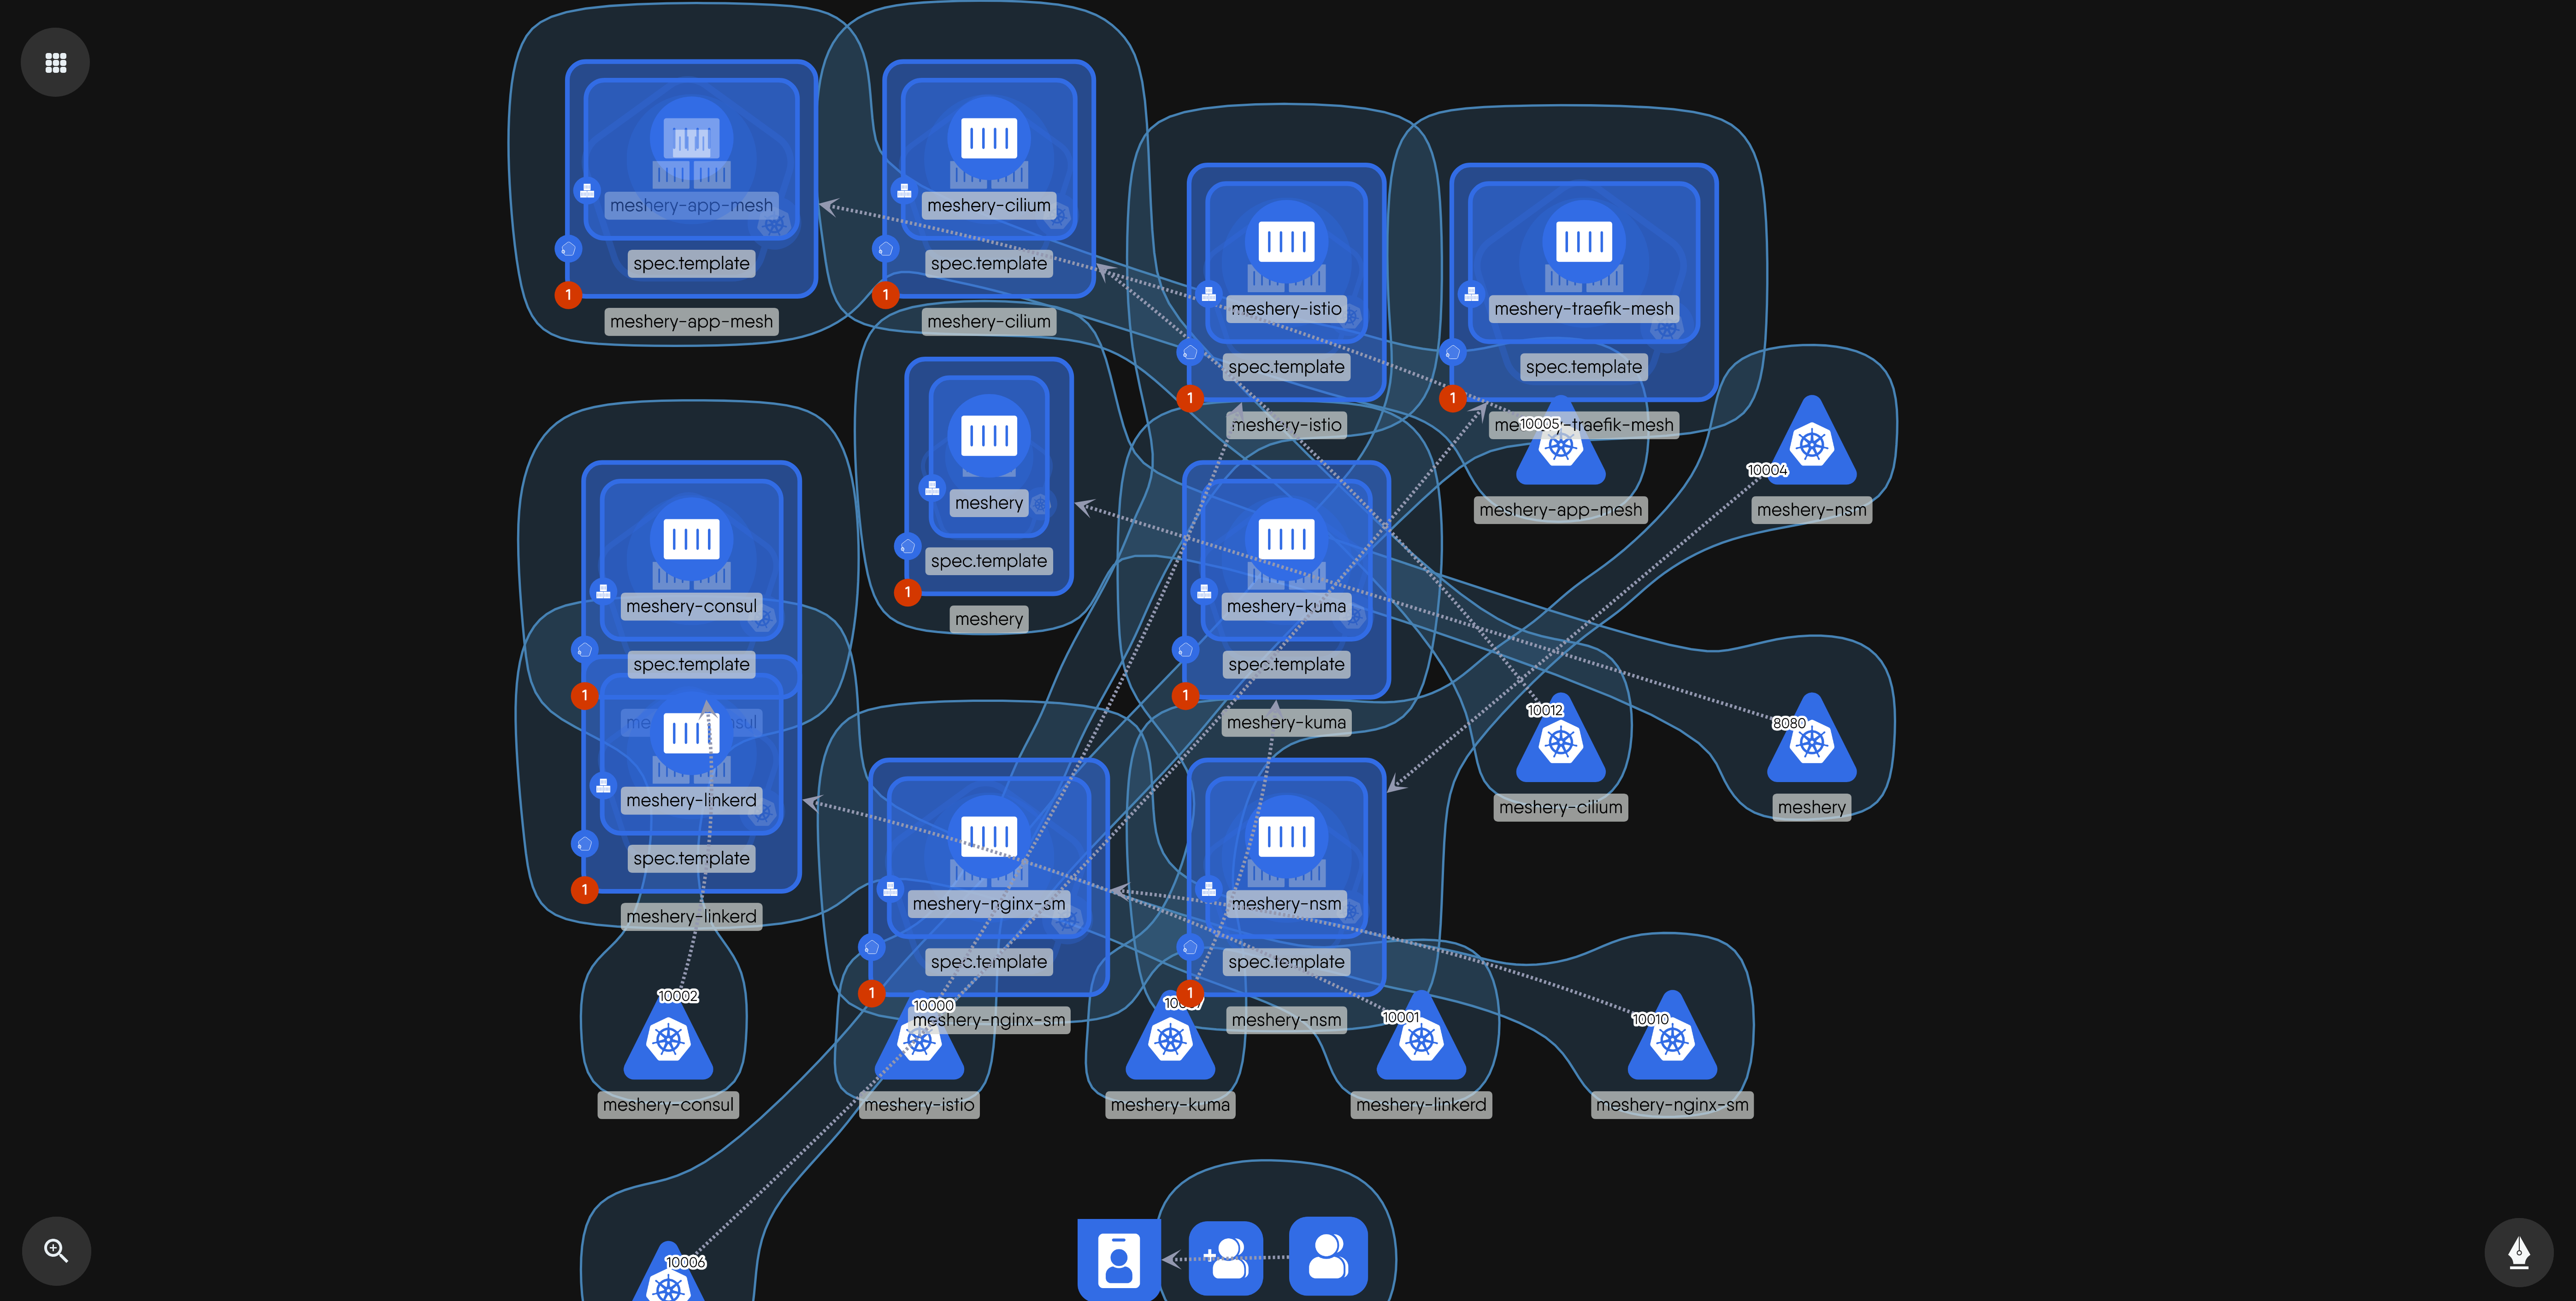 meshery-app-mesh
meshery-cilium
spec.template
spec.template
1
1
meshery-app-mesh
meshery-cilium
meshery-istio
meshery-traefik-mesh
spec.template
spec.template
1
1
meshery-istio
meshery-traefik-mesh
10005
meshery-app-mesh
10004
meshery-nsm
meshery
spec.template
1
meshery
meshery-consul
spec.template
1
meshery-consul
meshery-kuma
spec.template
1
meshery-kuma
10012
meshery-cilium
8080
meshery
meshery-linkerd
spec.template
1
meshery-linkerd
meshery-nginx-sm
spec.template
1
meshery-nginx-sm
meshery-nsm
spec.template
1
meshery-nsm
10002
meshery-consul
10000
meshery-istio
meshery-kuma
10001
meshery-linkerd
10010
meshery-nginx-sm
10006